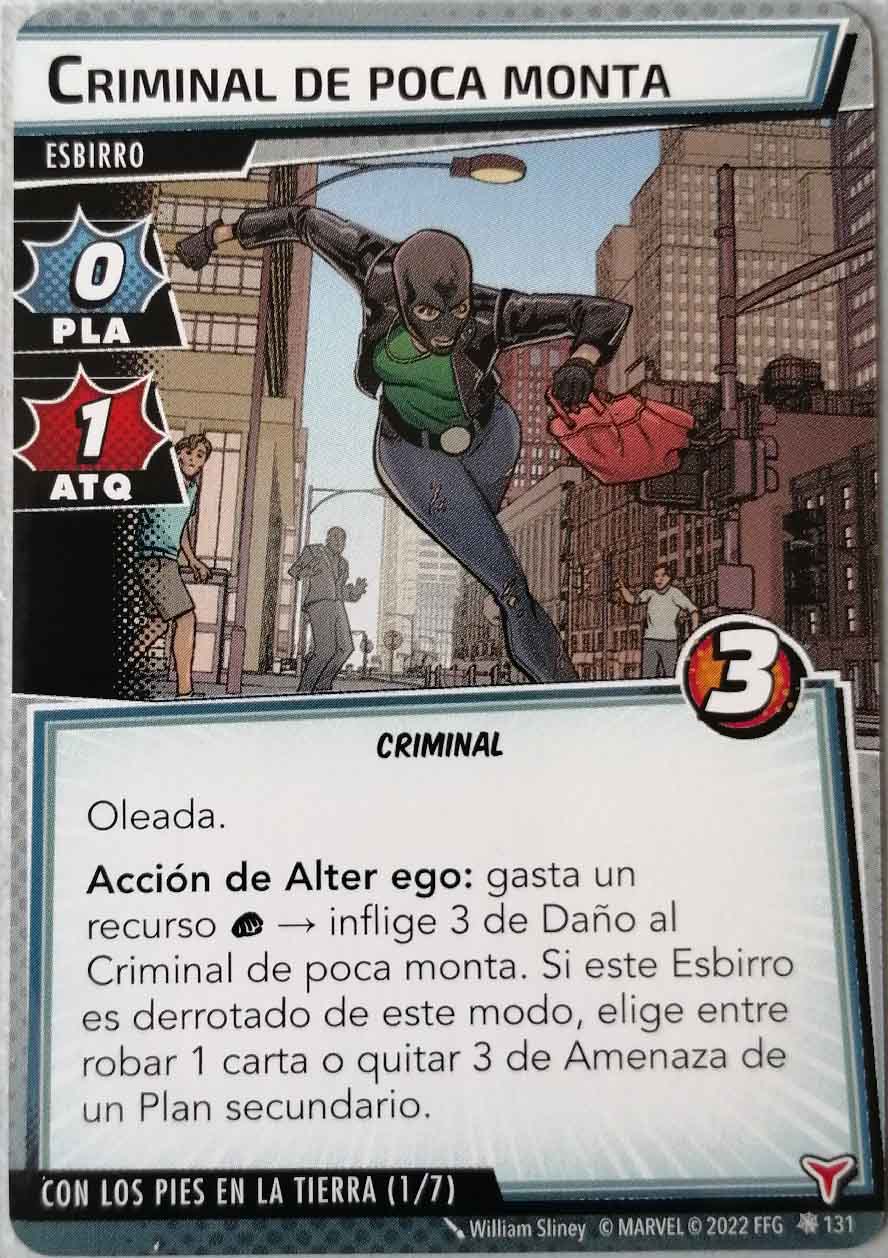 CRIMINAL DE POCA MONTA
ESBIRRO
0
PLA
1
ATQ
3
CRIMINAL
Oleada.
Acción de Alter ego: gasta un
recurso → inflige 3 de Daño al
Criminal de poca monta. Si este Esbirro
es derrotado de este modo, elige entre
robar 1 carta o quitar 3 de Amenaza de
un Plan secundario.
CON LOS PIES EN LA TIERRA (1/7)
William Sliney © MARVEL © 2022 FFG 131